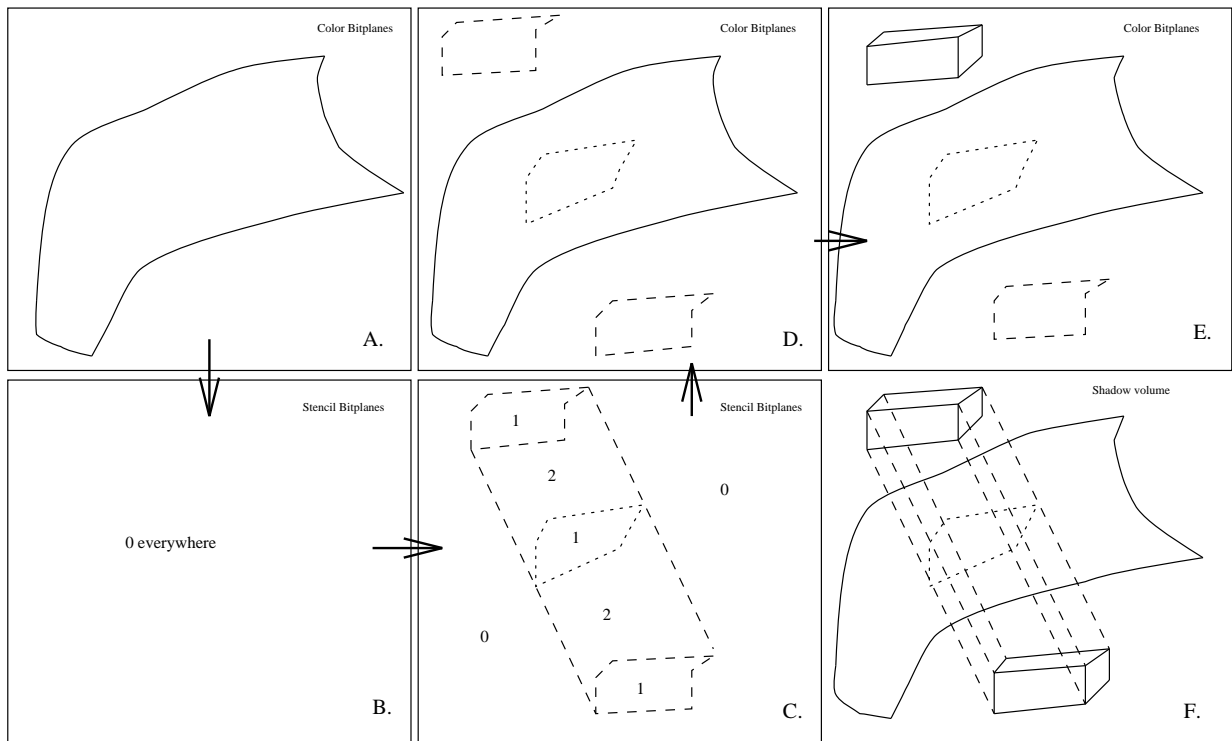 Color Bitplanes
A.
Color Bitplanes
D.
Color Bitplanes
E.
Stencil Bitplanes
0 everywhere
B.
Stencil Bitplanes
1
2
0
1
2
0
1
C.
Shadow volume
F.